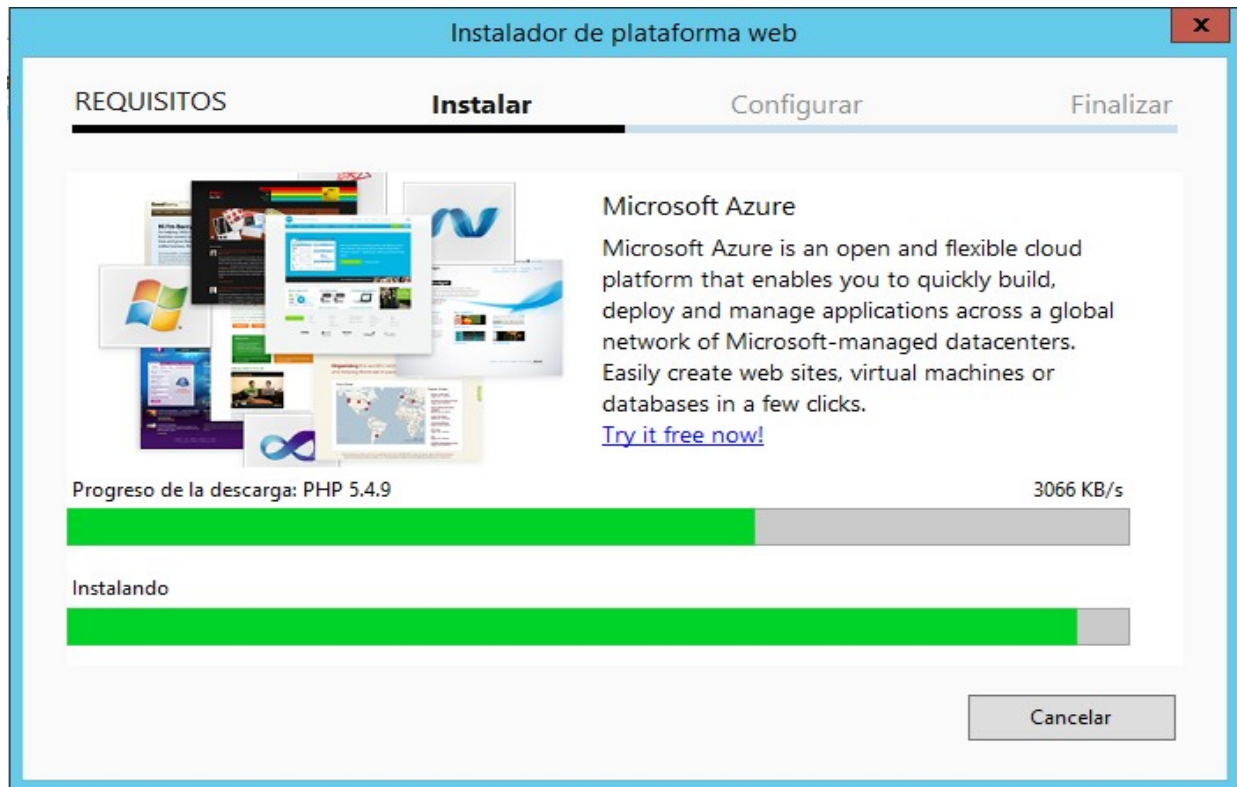 Instalador de plataforma web
x
REQUISITOS Instalar Configurar Finalizar
Microsoft Azure
Microsoft Azure is an open and flexible cloud
platform that enables you to quickly build,
deploy and manage applications across a global
network of Microsoft-managed datacenters.
Easily create web sites, virtual machines or
databases in a few clicks.
Try it free now!
Progreso de la descarga: PHP 5.4.9 3066 KB/s
Instalando
Cancelar